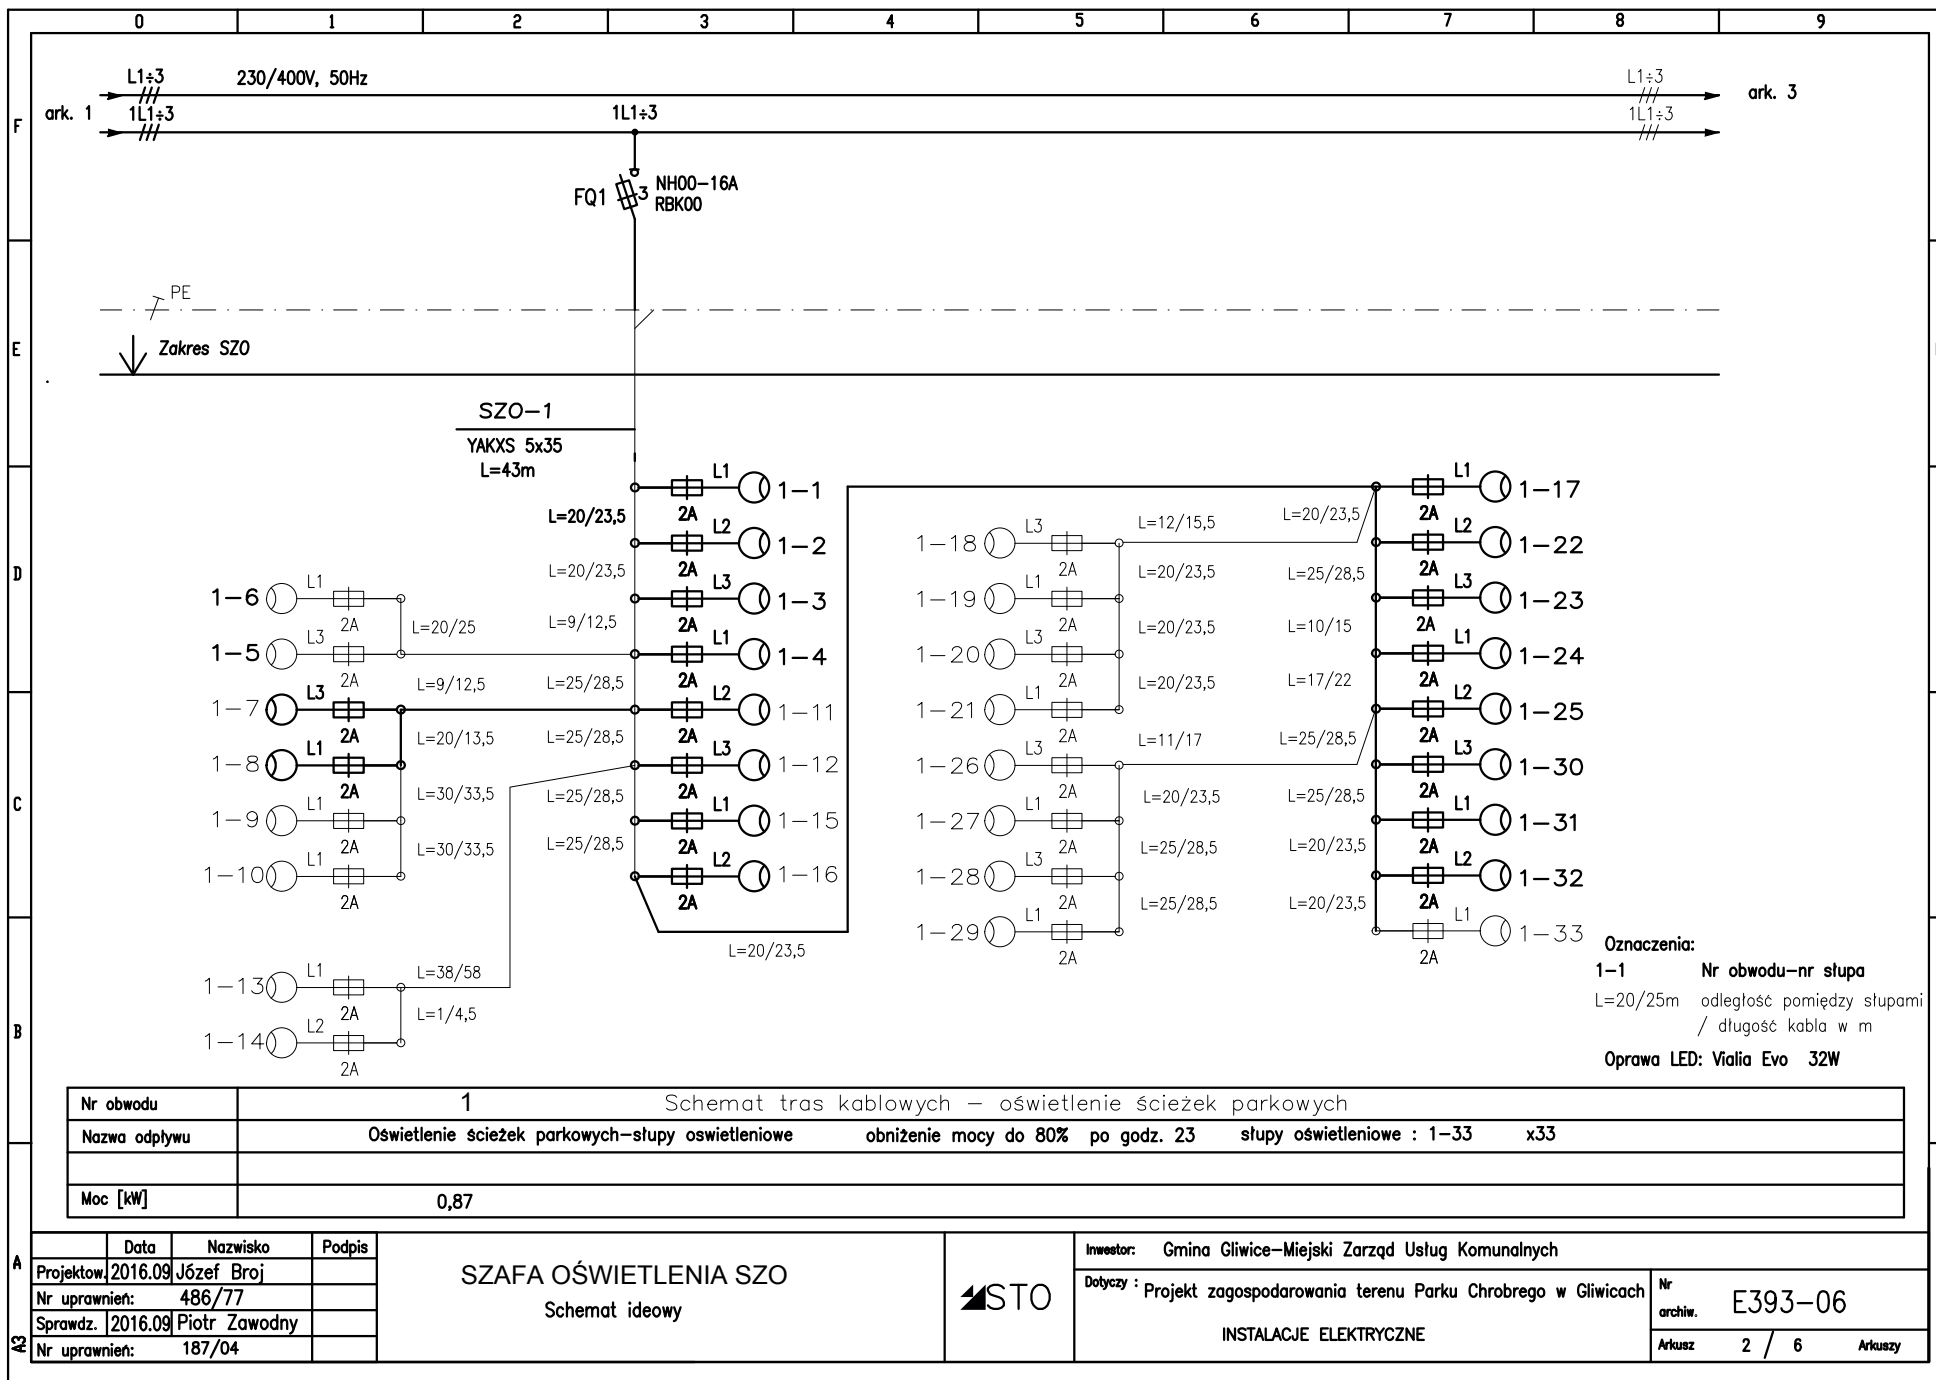 0 1 2 3 4 5 6 7 8 9
L1÷3 230/400V, 50Hz L1÷3
ark. 1 ark. 3
1L1÷3 1L1÷3 1L1÷3
F
FQ1 3 NH00-16A
RBK00
PE
E
Zakres SZO
SZO-1
YAKXS 5x35
L=43m
D
C
B
L1 2A 1-1
L=20/23,5
L2 2A 1-2
L=20/23,5
L3 2A 1-3
L=9/12,5
L1 2A 1-4
L=25/28,5
L2 2A 1-11
L=25/28,5
L3 2A 1-12
L=25/28,5
L1 2A 1-15
L=25/28,5
L2 2A 1-16
L=20/23,5
1-6 L1 2A
L=20/25
1-5 L3 2A
L=9/12,5
1-7 L3 2A
L=20/13,5
1-8 L1 2A
L=30/33,5
1-9 L1 2A
L=30/33,5
1-10 L1 2A
1-13 L1 2A L=38/58
L=1/4,5
1-14 L2 2A
1-18 L3 2A L=12/15,5
L=20/23,5
1-19 L1 2A
L=20/23,5
1-20 L3 2A
L=20/23,5
1-21 L1 2A
L=11/17
1-26 L3 2A
L=20/23,5
1-27 L1 2A
L=25/28,5
1-28 L3 2A
L=25/28,5
1-29 L1 2A
L1 2A 1-17
L=20/23,5
L2 2A 1-22
L=25/28,5
L3 2A 1-23
L=10/15
L1 2A 1-24
L=17/22
L2 2A 1-25
L=25/28,5
L3 2A 1-30
L=25/28,5
L1 2A 1-31
L=20/23,5
L2 2A 1-32
L=20/23,5
L1 2A 1-33
Oznaczenia:
1-1 Nr obwodu-nr słupa
L=20/25m odległość pomiędzy słupami
/ długość kabla w m
Oprawa LED: Vialia Evo 32W
Nr obwodu 1 Schemat tras kablowych - oświetlenie ścieżek parkowych
Nazwa odpływu Oświetlenie ścieżek parkowych-słupy oswietleniowe obniżenie mocy do 80% po godz. 23 słupy oświetleniowe : 1-33 x33
Moc [kW] 0,87
A
A3
Data Nazwisko Podpis
Projektow. 2016.09 Józef Broj
Nr uprawnień: 486/77
Sprawdz. 2016.09 Piotr Zawodny
Nr uprawnień: 187/04
SZAFA OŚWIETLENIA SZO
Schemat ideowy
STO
Inwestor: Gmina Gliwice-Miejski Zarząd Usług Komunalnych
Dotyczy : Projekt zagospodarowania terenu Parku Chrobrego w Gliwicach
INSTALACJE ELEKTRYCZNE
Nr
archiw. E393-06
Arkusz 2 / 6 Arkuszy